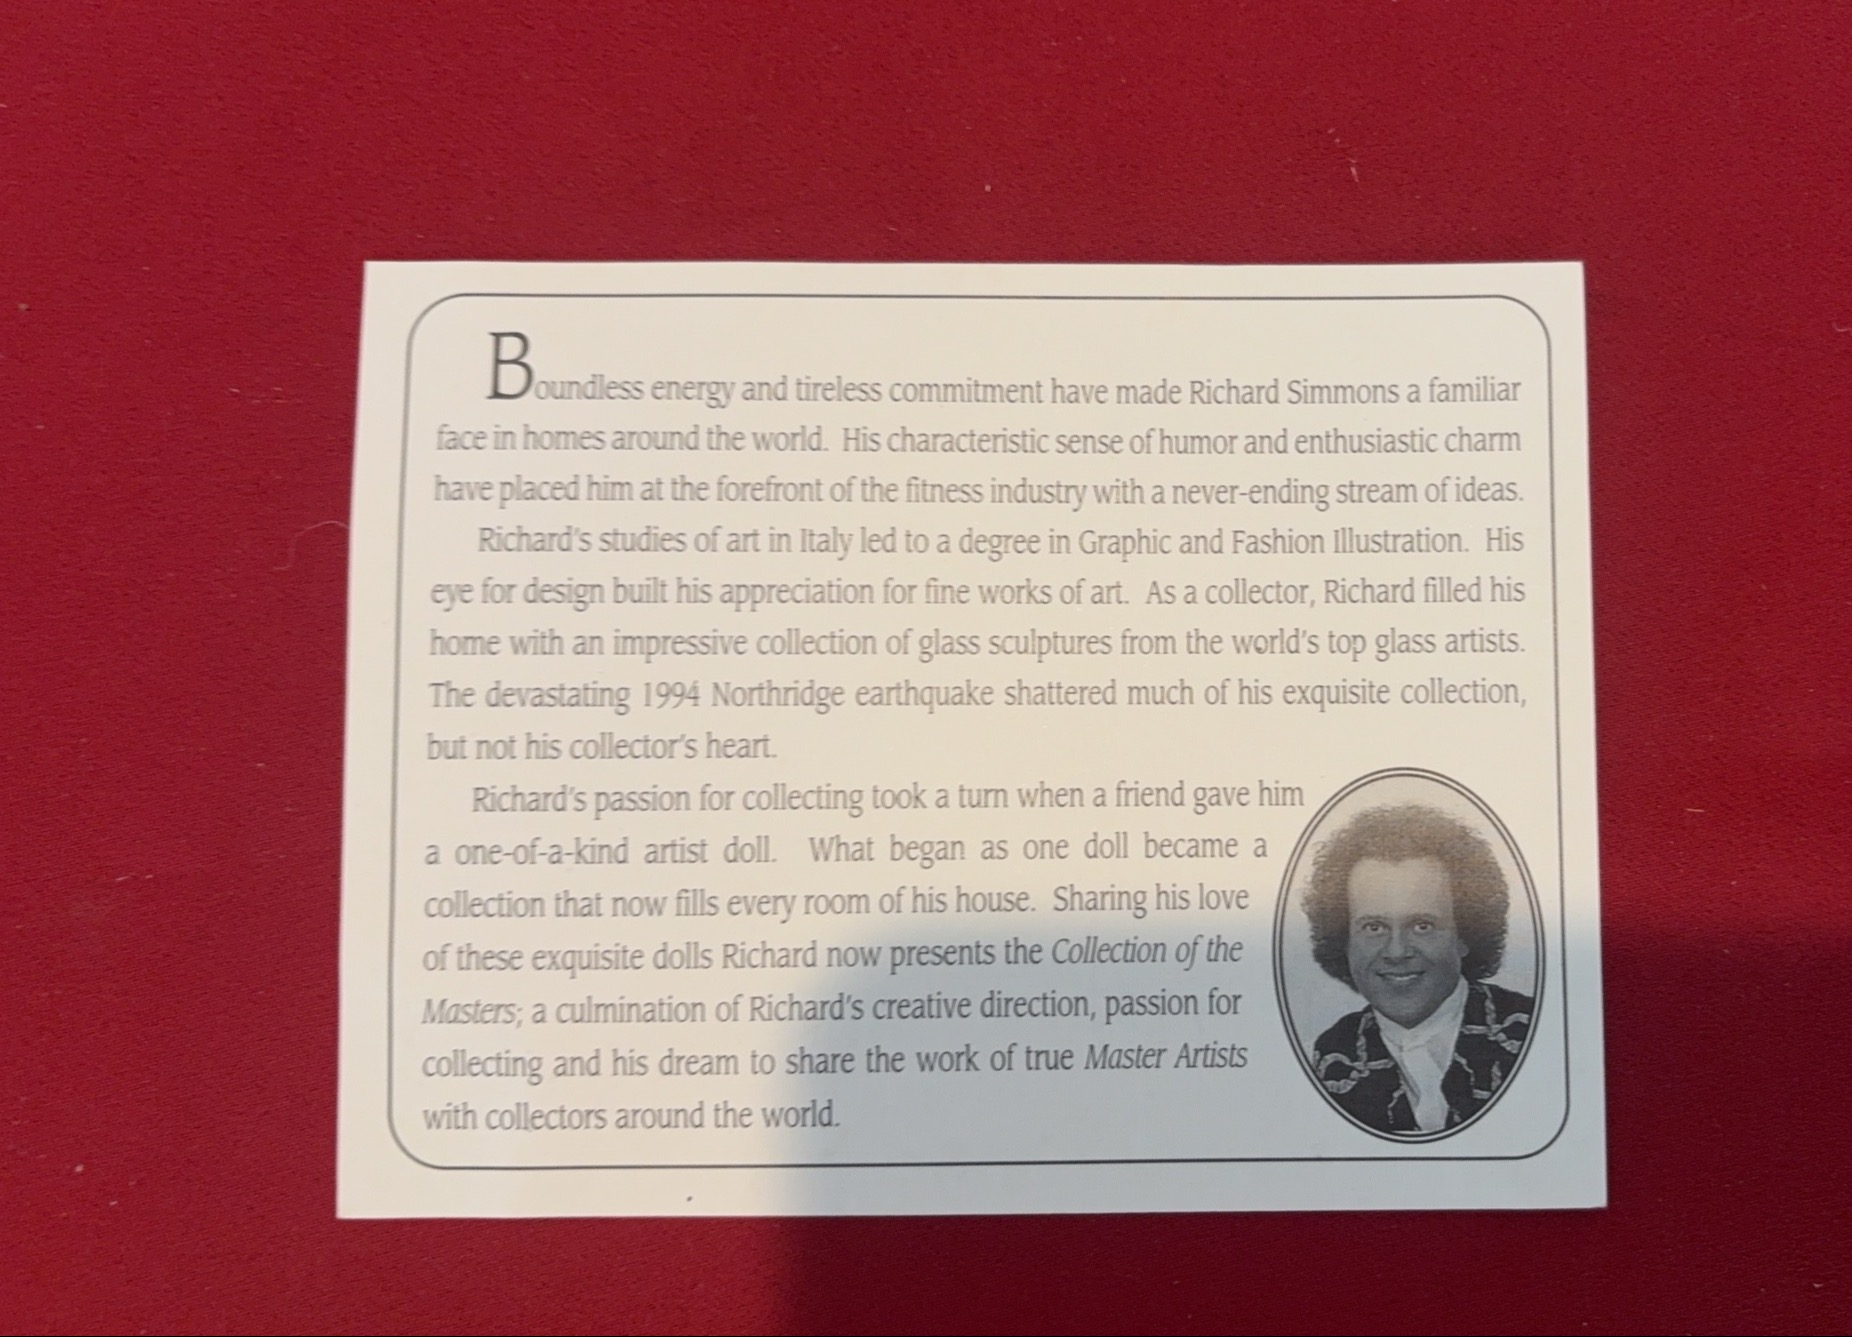 Boundless energy and tireless commitment have made Richard Simmons a familiar
face in homes around the world. His characteristic sense of humor and enthusiastic charm
have placed him at the forefront of the fitness industry with a never-ending stream of ideas.
Richard's studies of art in Italy led to a degree in Graphic and Fashion Illustration. His
eye for design built his appreciation for fine works of art. As a collector, Richard filled his
home with an impressive collection of glass sculptures from the world's top glass artists.
The devastating 1994 Northridge earthquake shattered much of his exquisite collection,
but not his collector's heart.
Richard's passion for collecting took a turn when a friend gave him
a one-of-a-kind artist doll. What began as one doll became a
collection that now fills every room of his house. Sharing his love
of these exquisite dolls Richard now presents the Collection of the
Masters; a culmination of Richard's creative direction, passion for
collecting and his dream to share the work of true Master Artists
with collectors around the world.